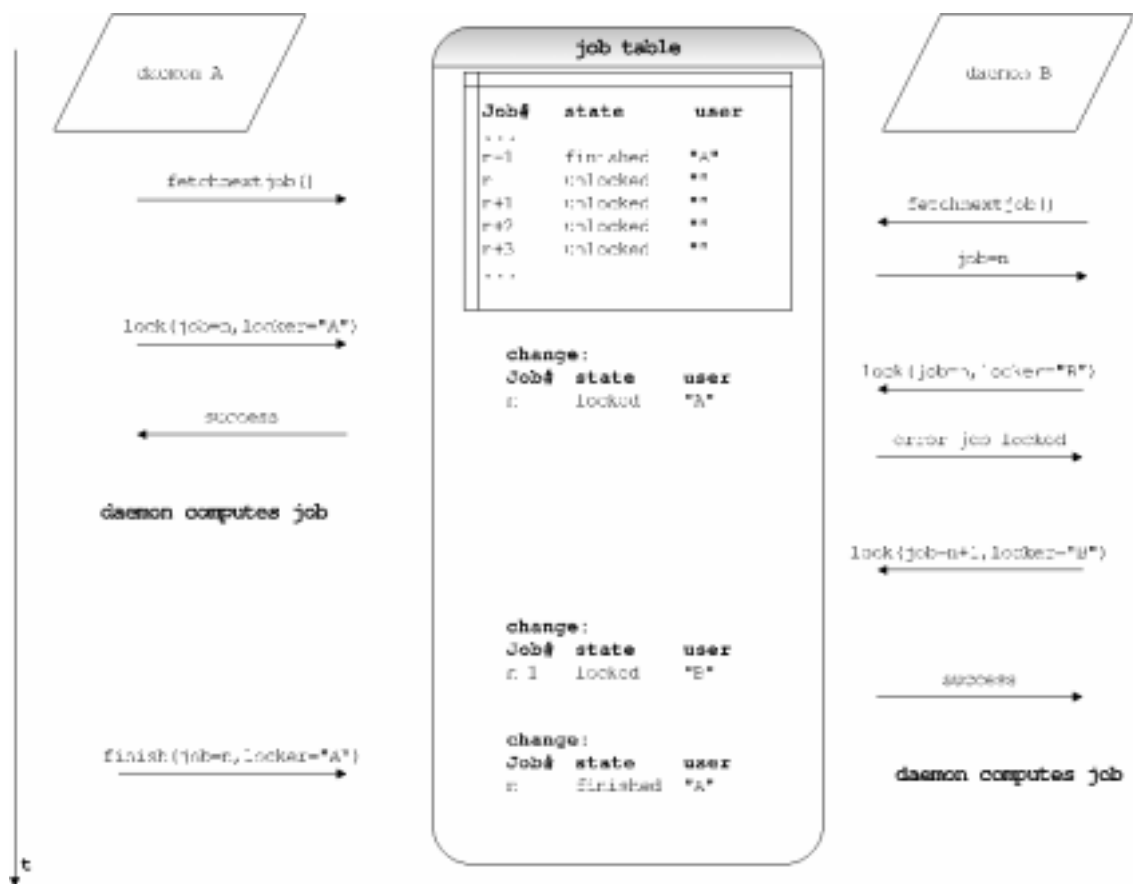 daemon A
job table
daemon B
Job# state user
...
n-1 finished "A"
n unlocked ""
n+1 unlocked ""
n+2 unlocked ""
n+3 unlocked ""
...
fetchnextjob()
fetchnextjob()
job=n
lock(job=n,locker="A")
change:
Job# state user
n locked "A"
lock(job=n,locker="B")
success
error job locked
daemon computes job
lock(job=n+1,locker="B")
change:
Job# state user
locked "B"
success
change:
Job# state user
n finished "A"
finish(job=n,locker="A")
daemon computes job
t